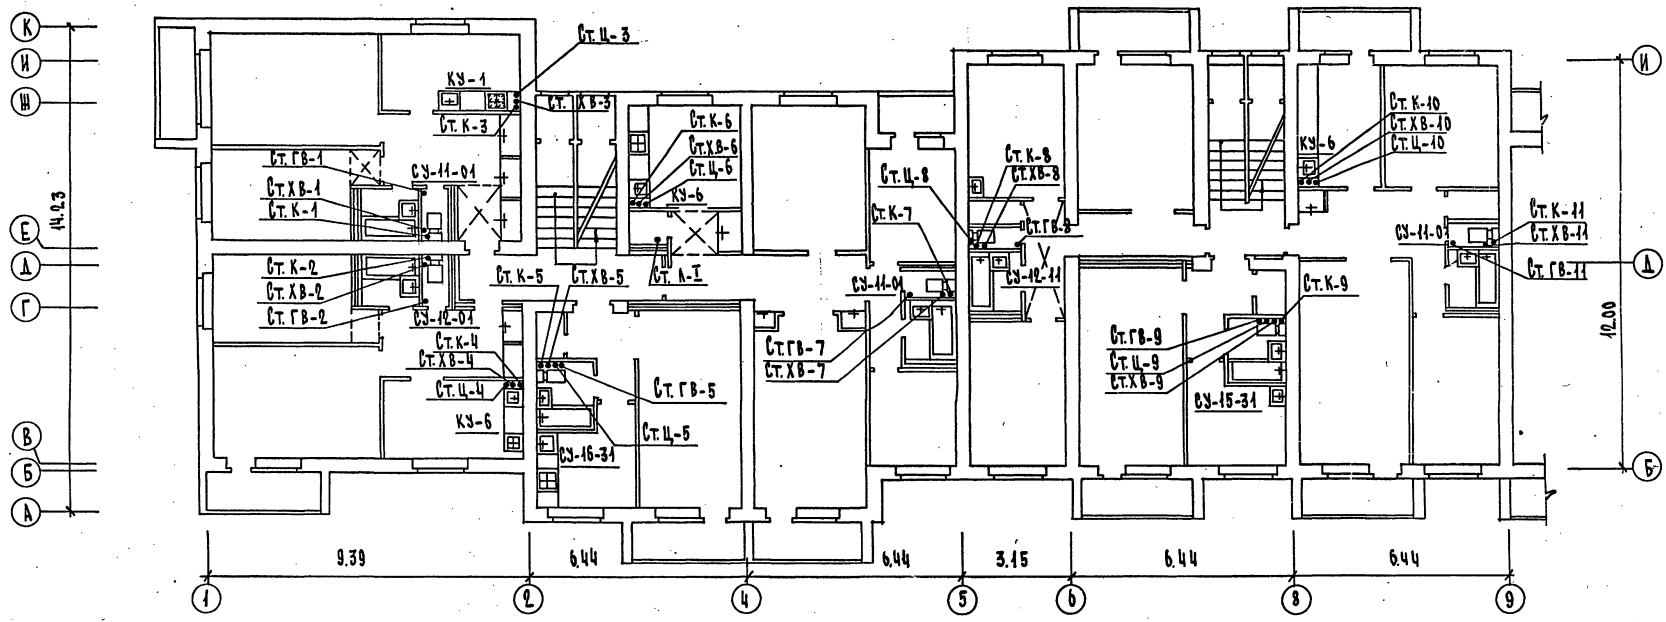 К
И
Ж
Е
Д
Г
В
Б
А
14.23
Ст. Ц-3
КУ-1
Ст. ХВ-3
Ст. К-3
Ст. ГВ-1
СУ-11-01
Ст. ХВ-1
Ст. К-1
Ст. К-2
Ст. ХВ-2
Ст. ГВ-2
СУ-12-01
Ст. К-4
Ст. ХВ-4
Ст. Ц-4
КУ-6
Ст. К-6
Ст. ХВ-6
Ст. Ц-6
КУ-6
Ст. К-5
Ст. ХВ-5
Ст. Л-I
Ст. ГВ-5
Ст. Ц-5
СУ-16-31
Ст. Ц-8
Ст. К-7
СУ-11-01
Ст. ГВ-7
Ст. ХВ-7
Ст. К-8
Ст. ХВ-8
Ст. ГВ-8
СУ-12-11
Ст. К-9
Ст. ГВ-9
Ст. Ц-9
Ст. ХВ-9
СУ-15-31
КУ-6
Ст. К-10
Ст. ХВ-10
Ст. Ц-10
СУ-11-01
Ст. К-11
Ст. ХВ-11
Ст. ГВ-11
И
Д
Б
12.00
9.39
6.44
6.44
3.15
6.44
6.44
1
2
4
5
6
8
9